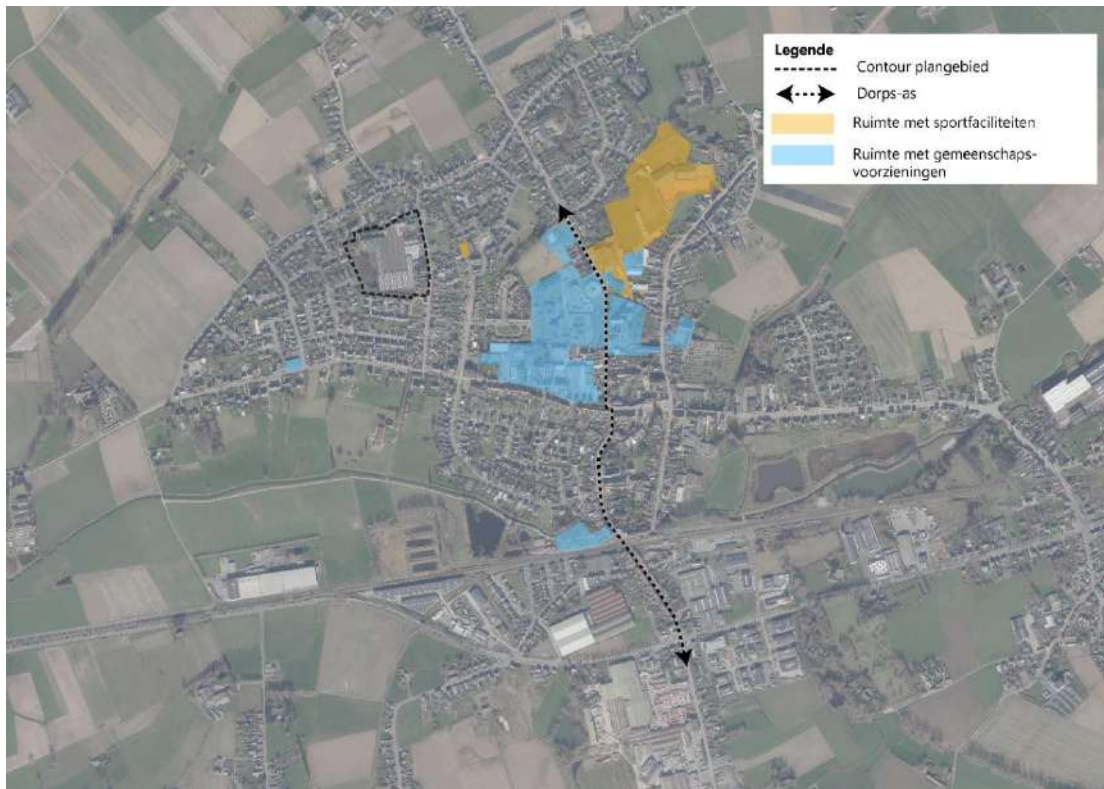 Legende
Contour plangebied
Dorps-as
Ruimte met sportfaciliteiten
Ruimte met gemeenschaps-
voorzieningen